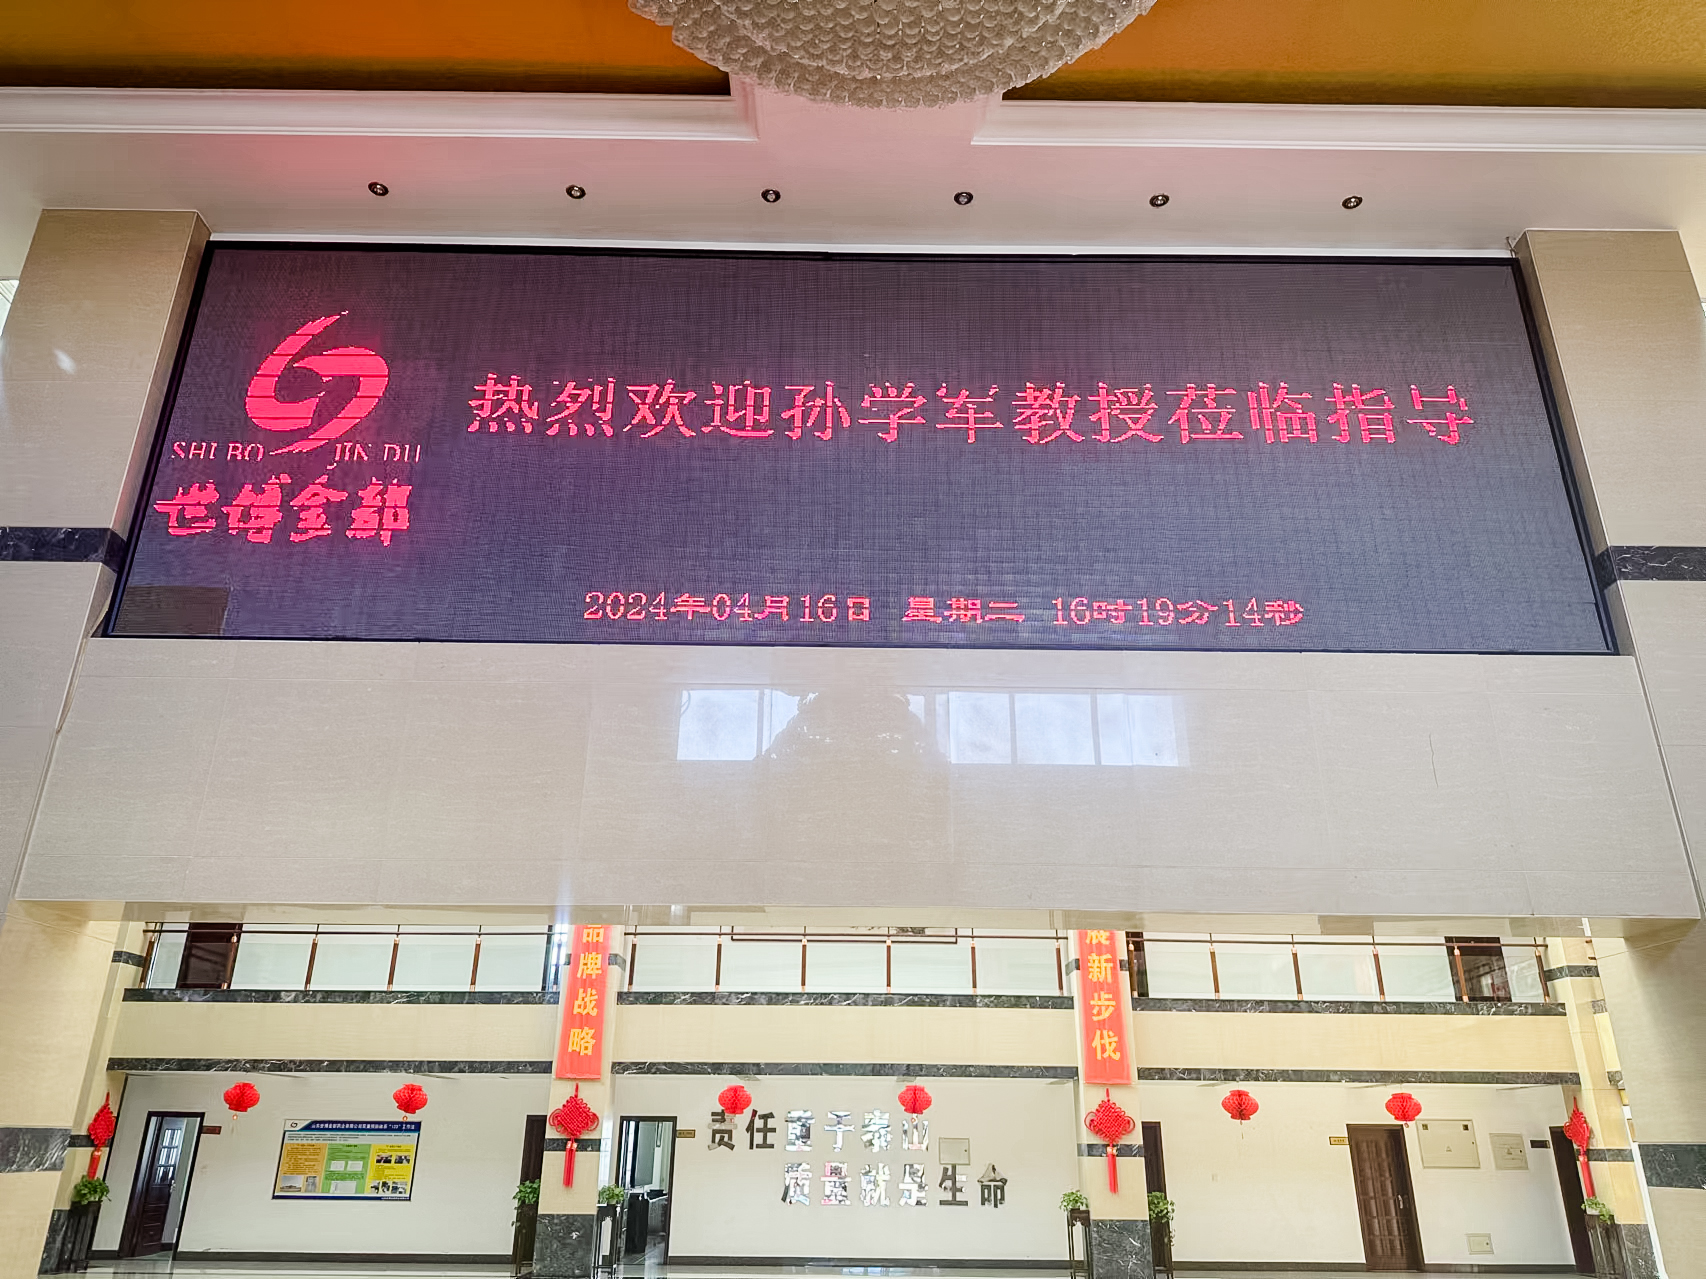 SHI BO JIN DU
世博金都
热烈欢迎孙学军教授莅临指导
2024年04月16日 星期二 16时19分14秒
品牌战略
展新步伐
责任重于泰山
质量就是生命